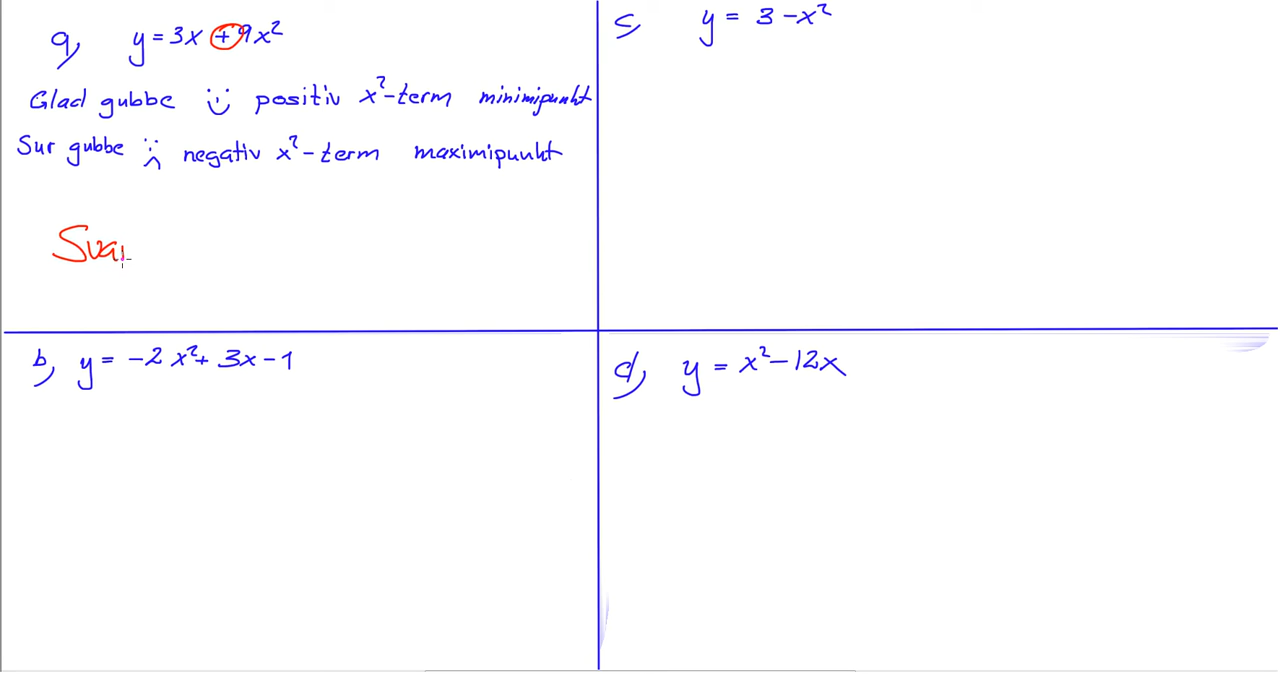 a, y = 3x + 9x²
Glad gubbe :) positiv x²-term minimipunkt
Sur gubbe :( negativ x²-term maximipunkt
Svar
b, y = -2x² + 3x - 1
c, y = 3 - x²
d, y = x² - 12x